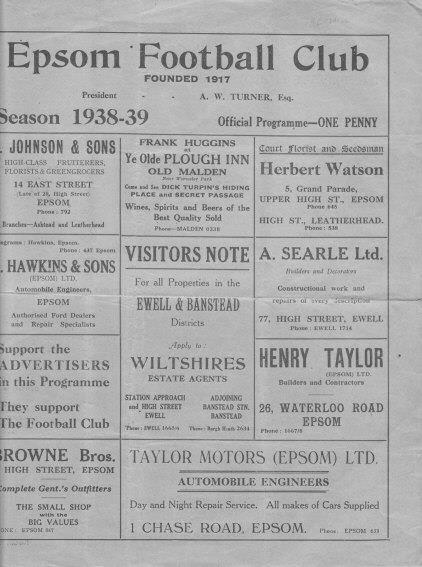 Epsom Football Club
FOUNDED 1917
President - - A. W. TURNER, Esq.
Season 1938-39
Official Programme—ONE PENNY
. JOHNSON & SONS
HIGH-CLASS FRUITERERS,
FLORISTS & GREENGROCERS
14 EAST STREET
(Late of 28, High Street)
EPSOM
Phone: 792
Branches—Ashtead and Leatherhead
FRANK HUGGINS
at
Ye Olde PLOUGH INN
OLD MALDEN
Near Worcester Park
Come and See DICK TURPIN'S HIDING
PLACE and SECRET PASSAGE
Wines, Spirits and Beers of the
Best Quality Sold
Phone—MALDEN 0338
Court Florist and Seedsman
Herbert Watson
5, Grand Parade,
UPPER HIGH ST., EPSOM
Phone 645
HIGH ST., LEATHERHEAD.
Phone: 538
grams: Hawkins, Epsom.
Phone: 437 Epsom
. HAWKINS & SONS
(EPSOM) LTD.
Automobile Engineers,
EPSOM
Authorised Ford Dealers
and Repair Specialists
VISITORS NOTE
For all Properties in the
EWELL & BANSTEAD
Districts
Apply to:
WILTSHIRES
ESTATE AGENTS
STATION APPROACH
and HIGH STREET
EWELL
'Phone: EWELL 1665/6
ADJOINING
BANSTEAD STN.
BANSTEAD
'Phone: Burgh Heath 2634
A. SEARLE Ltd.
Builders and Decorators
Constructional work and
repairs of every description
77, HIGH STREET, EWELL
Phone: EWELL 1714
Support the
ADVERTISERS
in this Programme
They support
The Football Club
HENRY TAYLOR
(EPSOM) LTD.
Builders and Contractors
26, WATERLOO ROAD
EPSOM
Phone: 1667/8
BROWNE Bros.
HIGH STREET, EPSOM
Complete Gent.'s Outfitters
THE SMALL SHOP
with the
BIG VALUES
ONE: EPSOM 867
TAYLOR MOTORS (EPSOM) LTD.
AUTOMOBILE ENGINEERS
Day and Night Repair Service. All makes of Cars Supplied
1 CHASE ROAD, EPSOM.
Phone: EPSOM 633